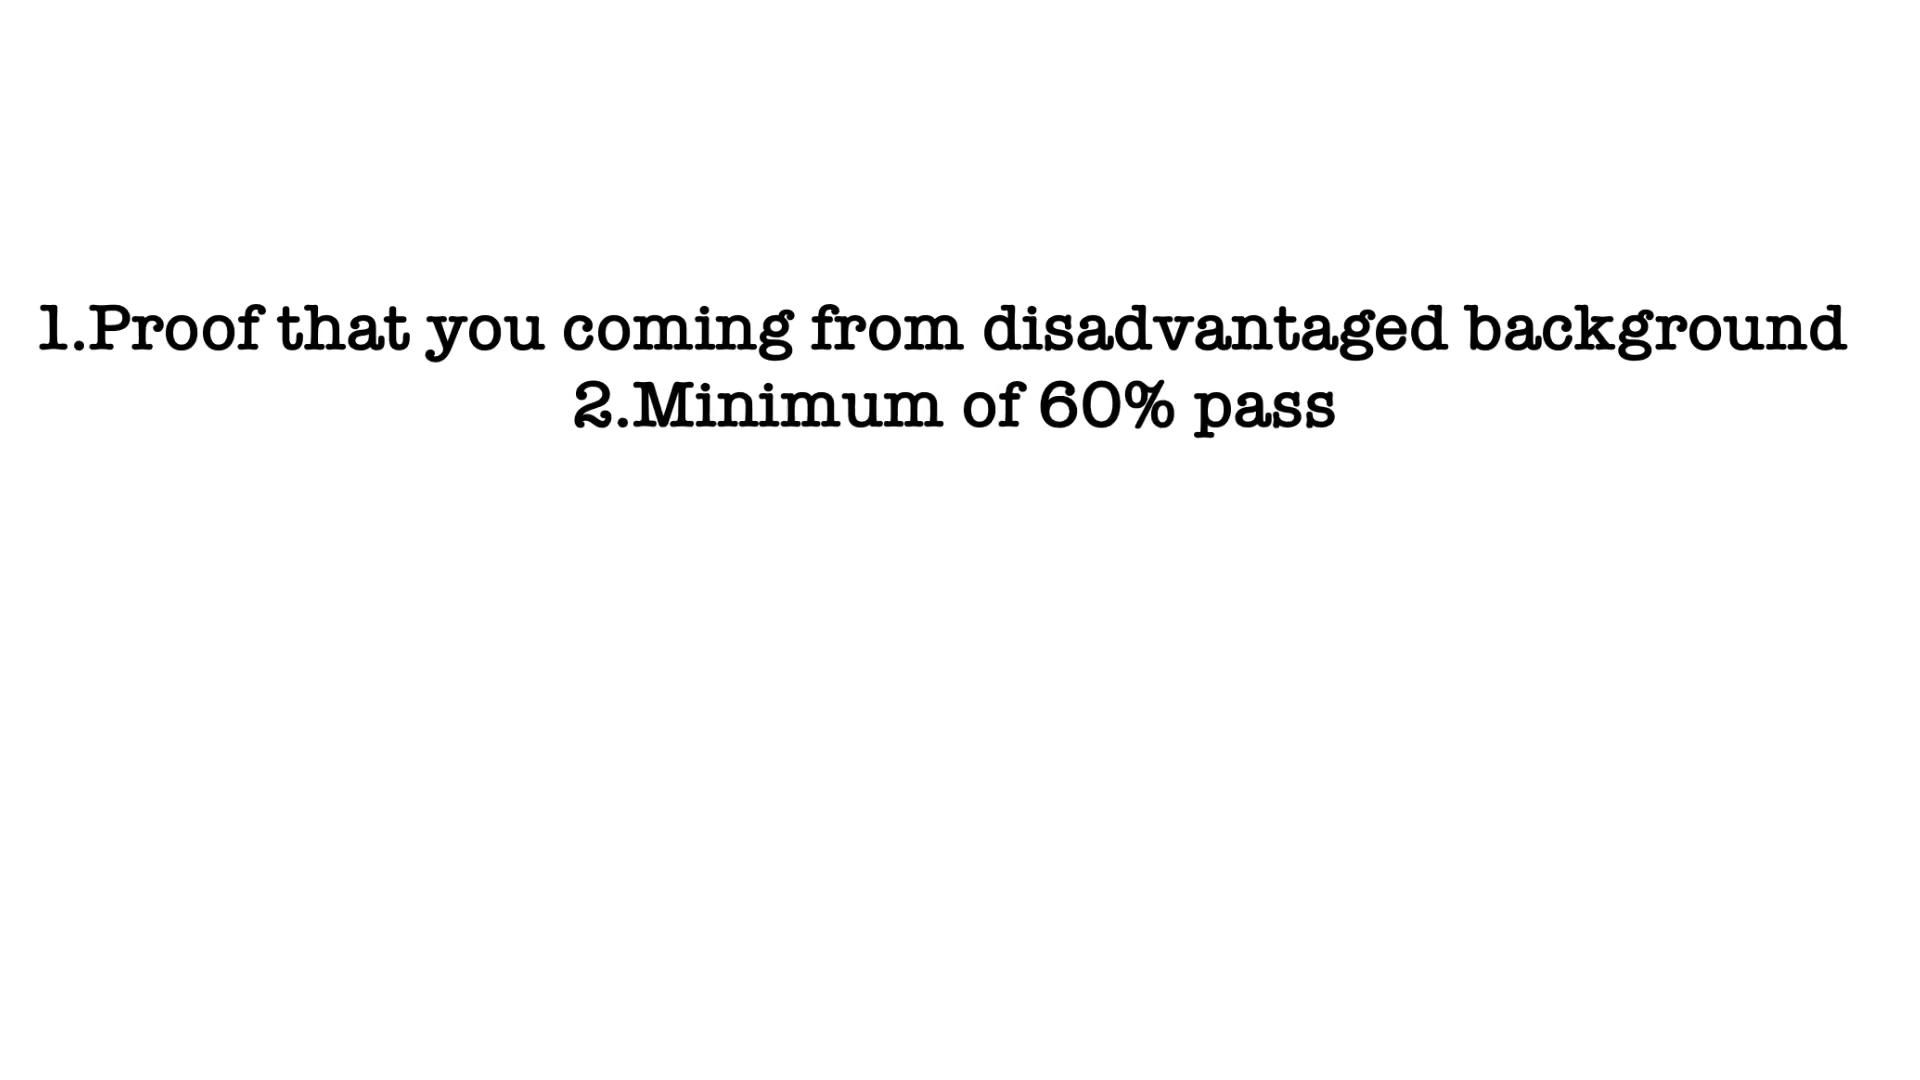 1.Proof that you coming from disadvantaged background
2.Minimum of 60% pass